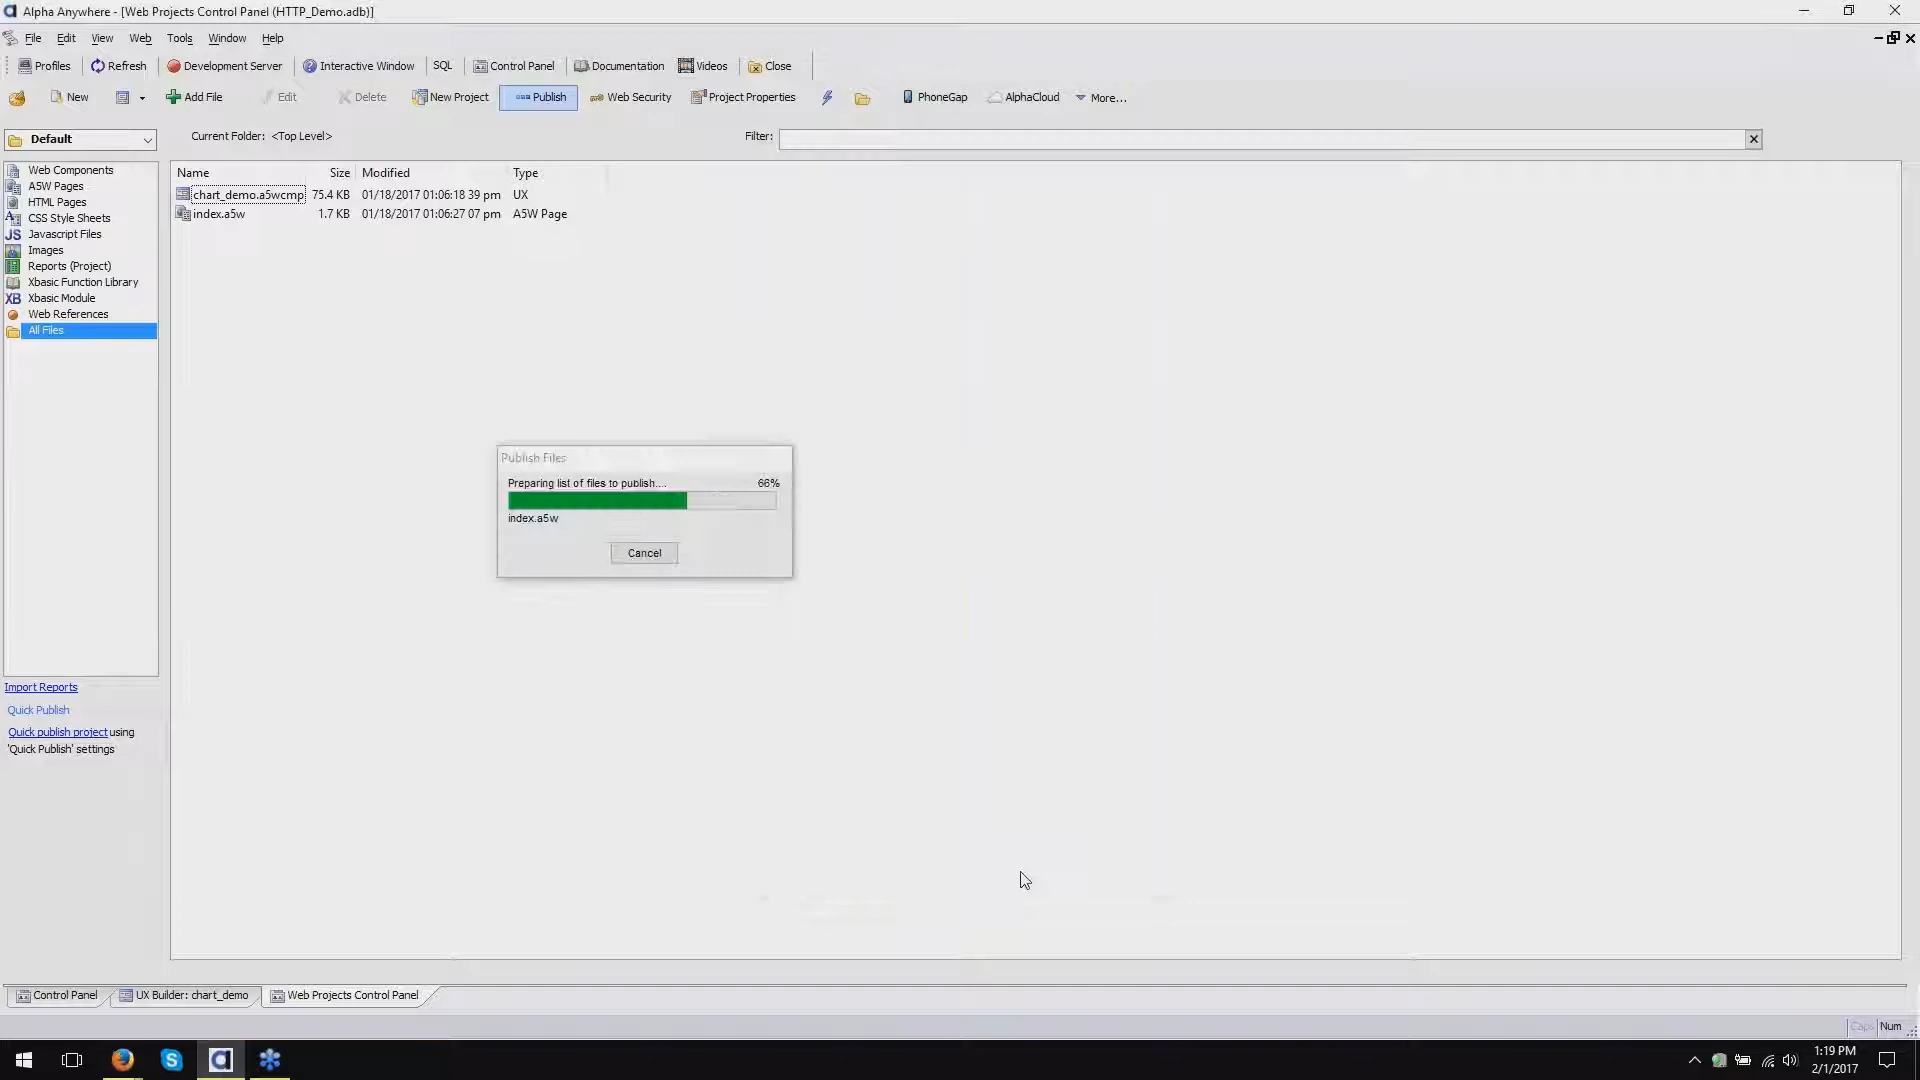 Alpha Anywhere - [Web Projects Control Panel (HTTP_Demo.adb)]
File Edit View Web Tools Window Help
Profiles Refresh Development Server Interactive Window SQL Control Panel Documentation Videos Close
New Add File Edit Delete New Project Publish Web Security Project Properties PhoneGap AlphaCloud More...
Default Current Folder: <Top Level> Filter:
Web Components
A5W Pages
HTML Pages
CSS Style Sheets
JS Javascript Files
Images
Reports (Project)
Xbasic Function Library
XB Xbasic Module
Web References
All Files
Name Size Modified Type
chart_demo.a5wcmp 75.4 KB 01/18/2017 01:06:18 39 pm UX
index.a5w 1.7 KB 01/18/2017 01:06:27 07 pm A5W Page
Publish Files
Preparing list of files to publish.... 66%
index.a5w
Cancel
Import Reports
Quick Publish
Quick publish project using
'Quick Publish' settings
Control Panel UX Builder: chart_demo Web Projects Control Panel
Caps Num
1:19 PM
2/1/2017